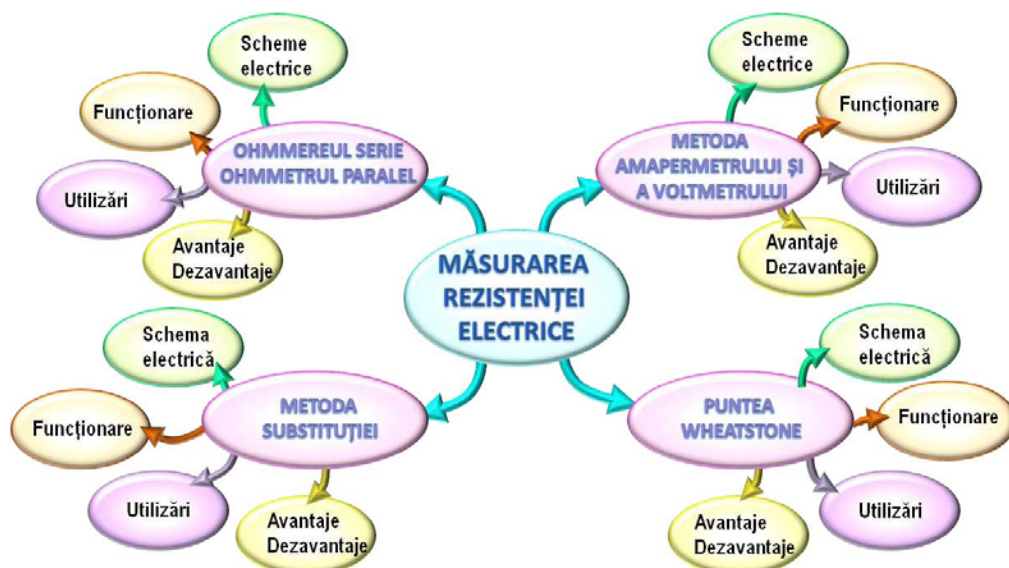 Scheme
electrice
Funcționare
OHMMEREUL SERIE
OHMMETRUL PARALEL
Utilizări
Avantaje
Dezavantaje
Scheme
electrice
Funcționare
METODA
AMAPERMETRULUI ȘI
A VOLTMETRULUI
Utilizări
Avantaje
Dezavantaje
MĂSURAREA
REZISTENȚEI
ELECTRICE
Schema
electrică
Funcționare
METODA
SUBSTITUȚIEI
Utilizări
Avantaje
Dezavantaje
Schema
electrică
Funcționare
PUNTEA
WHEATSTONE
Utilizări
Avantaje
Dezavantaje